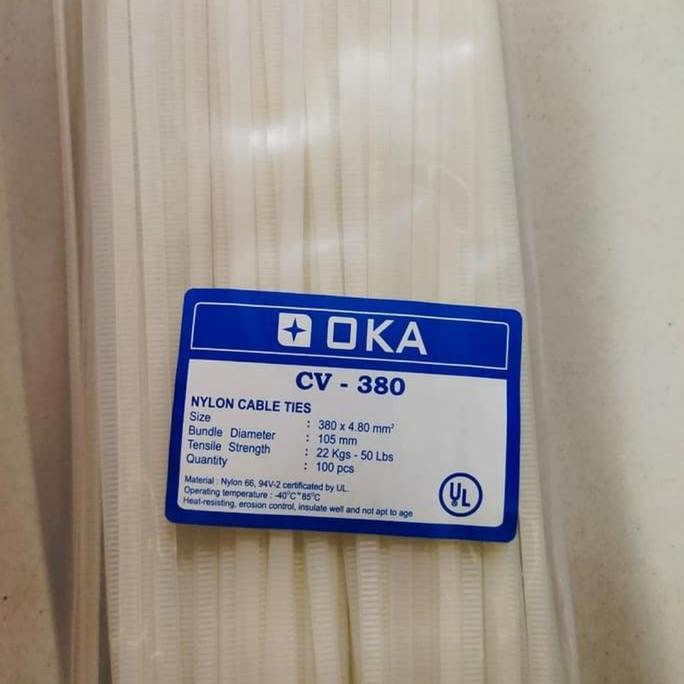 OKA
CV - 380
NYLON CABLE TIES
Size : 380 x 4.80 mm²
Bundle Diameter : 105 mm
Tensile Strength : 22 Kgs - 50 Lbs
Quantity : 100 pcs
Material : Nylon 66, 94V-2 certificated by UL.
Operating temperature : -40°C~85°C
Heat-resisting, erosion control, insulate well and not apt to age
UL